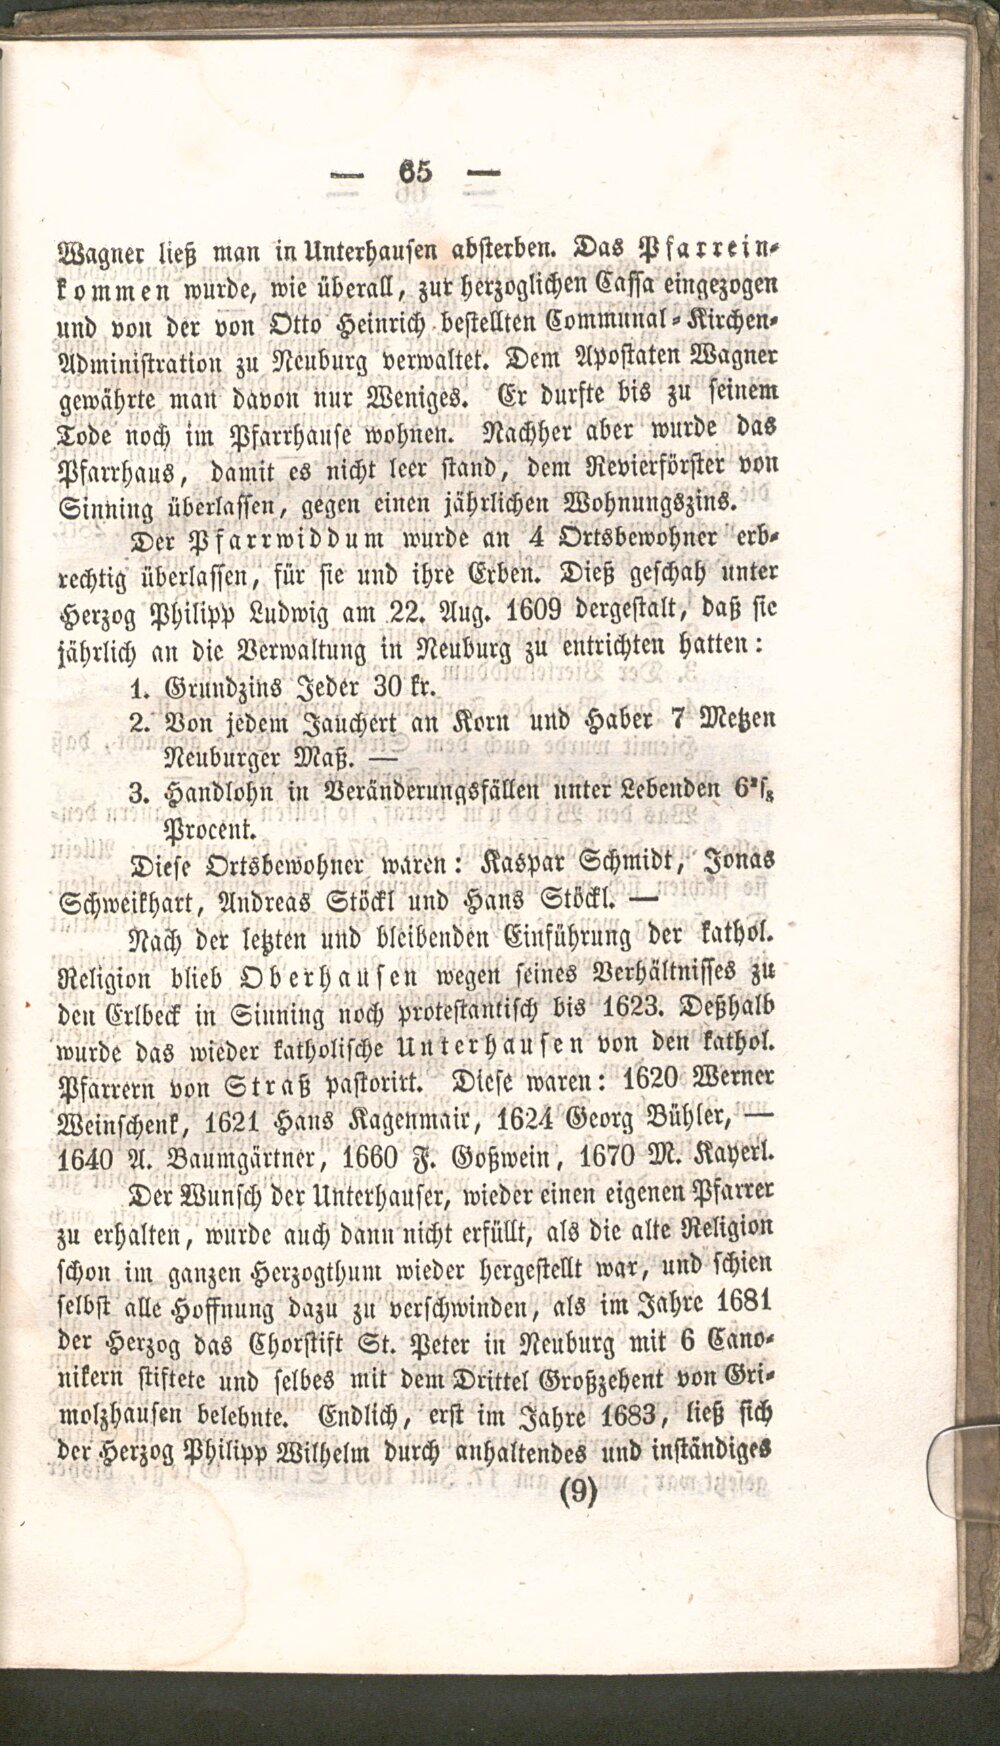 — 65 —
Wagner ließ man in Unterhausen absterben. Das Pfarrein-
kommen wurde, wie überall, zur herzoglichen Cassa eingezogen
und von der von Otto Heinrich bestellten Communal-Kirchen-
Administration zu Neuburg verwaltet. Dem Apostaten Wagner
gewährte man davon nur Weniges. Er durfte bis zu seinem
Tode noch im Pfarrhause wohnen. Nachher aber wurde das
Pfarrhaus, damit es nicht leer stand, dem Revierförster von
Sinning überlassen, gegen einen jährlichen Wohnungszins.
Der Pfarrwiddum wurde an 4 Ortsbewohner erb-
rechtig überlassen, für sie und ihre Erben. Dieß geschah unter
Herzog Philipp Ludwig am 22. Aug. 1609 dergestalt, daß sie
jährlich an die Verwaltung in Neuburg zu entrichten hatten:
1. Grundzins Jeder 30 kr.
2. Von jedem Jauchert an Korn und Haber 7 Metzen
Neuburger Maß. —
3. Handlohn in Veränderungsfällen unter Lebenden
Procent.
Diese Ortsbewohner waren: Kaspar Schmidt, Jonas
Schweikhart, Andreas Stöckl und Hans Stöckl. —
Nach der letzten und bleibenden Einführung der kathol.
Religion blieb Oberhausen wegen seines Verhältnisses zu
den Erlbeck in Sinning noch protestantisch bis 1623. Deßhalb
wurde das wieder katholische Unterhausen von den kathol.
Pfarrern von Straß pastorirt. Diese waren: 1620 Werner
Weinschenk, 1621 Hans Kagenmair, 1624 Georg Bühler, —
1640 A. Baumgärtner, 1660 F. Goßwein, 1670 M. Kayerl.
Der Wunsch der Unterhauser, wieder einen eigenen Pfarrer
zu erhalten, wurde auch dann nicht erfüllt, als die alte Religion
schon im ganzen Herzogthum wieder hergestellt war, und schien
selbst alle Hoffnung dazu zu verschwinden, als im Jahre 1681
der Herzog das Chorstift St. Peter in Neuburg mit 6 Cano-
nikern stiftete und selbes mit dem Drittel Großzehent von Gri-
molzhausen belehnte. Endlich, erst im Jahre 1683, ließ sich
der Herzog Philipp Wilhelm durch anhaltendes und inständiges
(9)